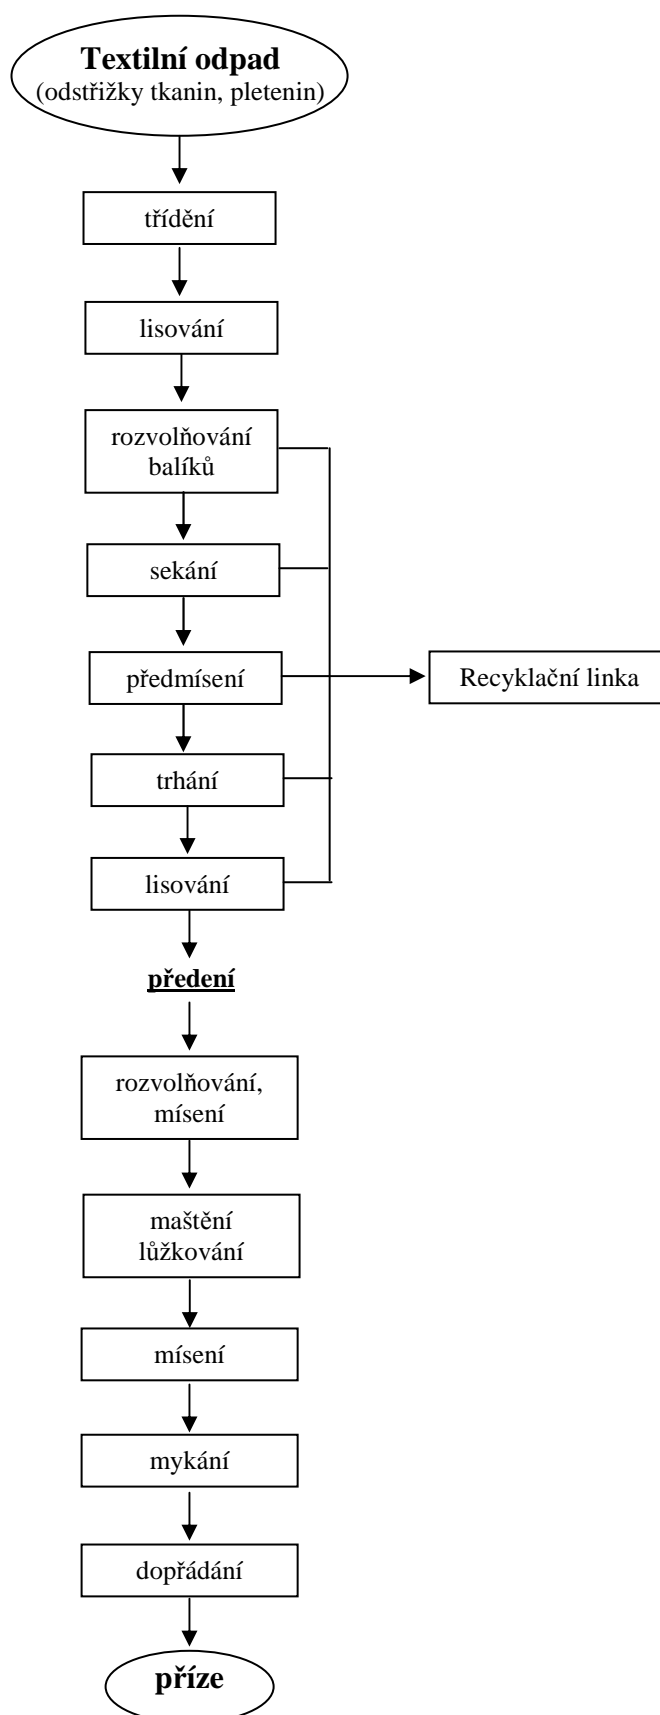 Textilní odpad
(odstřižky tkanin, pletenin)
třídění
lisování
rozvolňování
balíků
sekání
předmísení
Recyklační linka
trhání
lisování
předení
rozvolňování,
mísení
maštění
lůžkování
mísení
mykání
dopřádání
příze